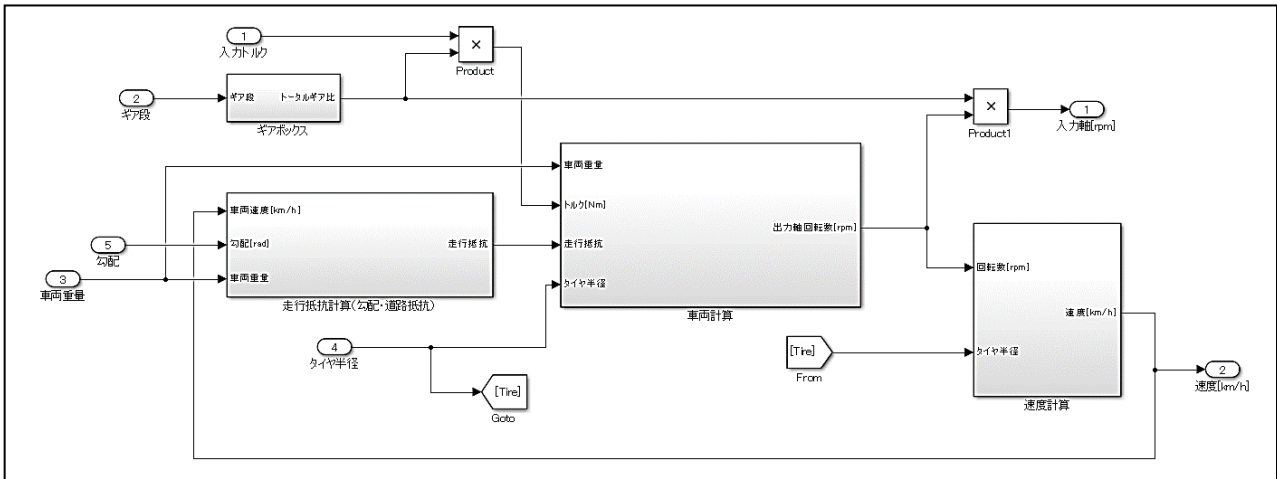 1
入力トルク
×
Product
2
ギア段
ギア段
トータルギア比
ギアボックス
×
Product1
1
入力軸[rpm]
車両重量
トルク[Nm]
走行抵抗
タイヤ半径
出力軸回転数[rpm]
車両計算
車両速度[km/h]
勾配[rad]
車両重量
走行抵抗
走行抵抗計算(勾配・道路抵抗)
5
勾配
3
車両重量
4
タイヤ半径
[Tire]
Goto
[Tire]
From
回転数[rpm]
タイヤ半径
速度[km/h]
速度計算
2
速度[km/h]